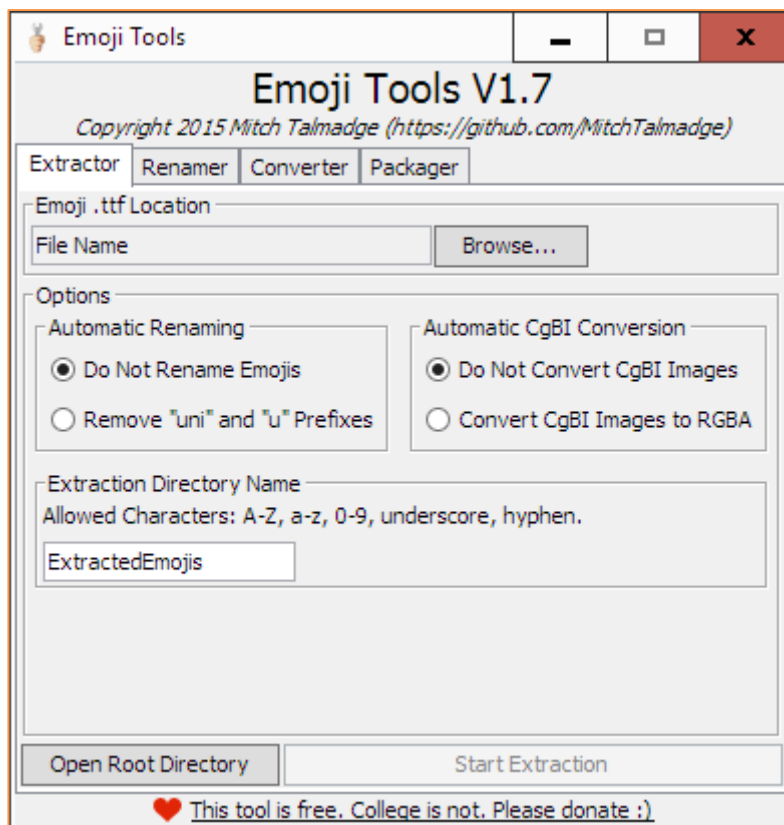 Emoji Tools
Emoji Tools V1.7
Copyright 2015 Mitch Talmadge (https://github.com/MitchTalmadge)
Extractor Renamer Converter Packager
Emoji .ttf Location
File Name Browse...
Options
Automatic Renaming Automatic CgBI Conversion
Do Not Rename Emojis Do Not Convert CgBI Images
Remove "uni" and "u" Prefixes Convert CgBI Images to RGBA
Extraction Directory Name
Allowed Characters: A-Z, a-z, 0-9, underscore, hyphen.
ExtractedEmojis
Open Root Directory Start Extraction
This tool is free. College is not. Please donate :)